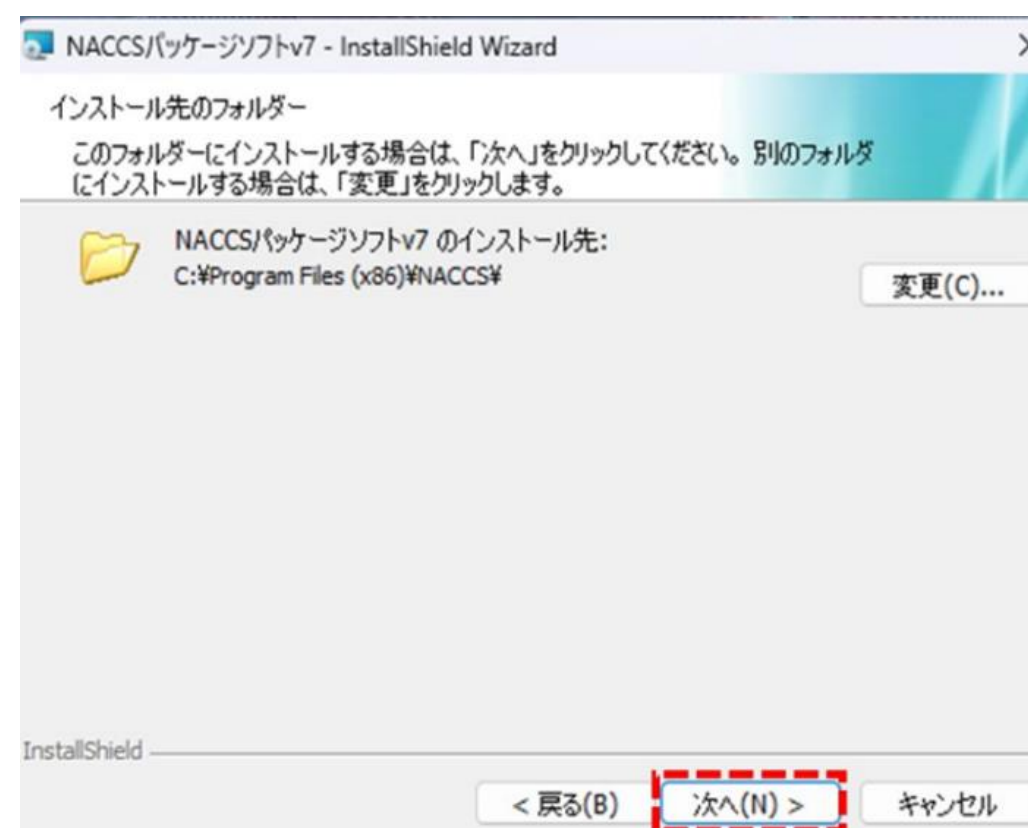 NACCSパッケージソフトv7 - InstallShield Wizard
インストール先のフォルダー
このフォルダーにインストールする場合は、「次へ」をクリックしてください。別のフォルダ
にインストールする場合は、「変更」をクリックします。
NACCSパッケージソフトv7 のインストール先:
C:¥Program Files (x86)¥NACCS¥
変更(C)...
InstallShield
< 戻る(B)
次へ(N) >
キャンセル